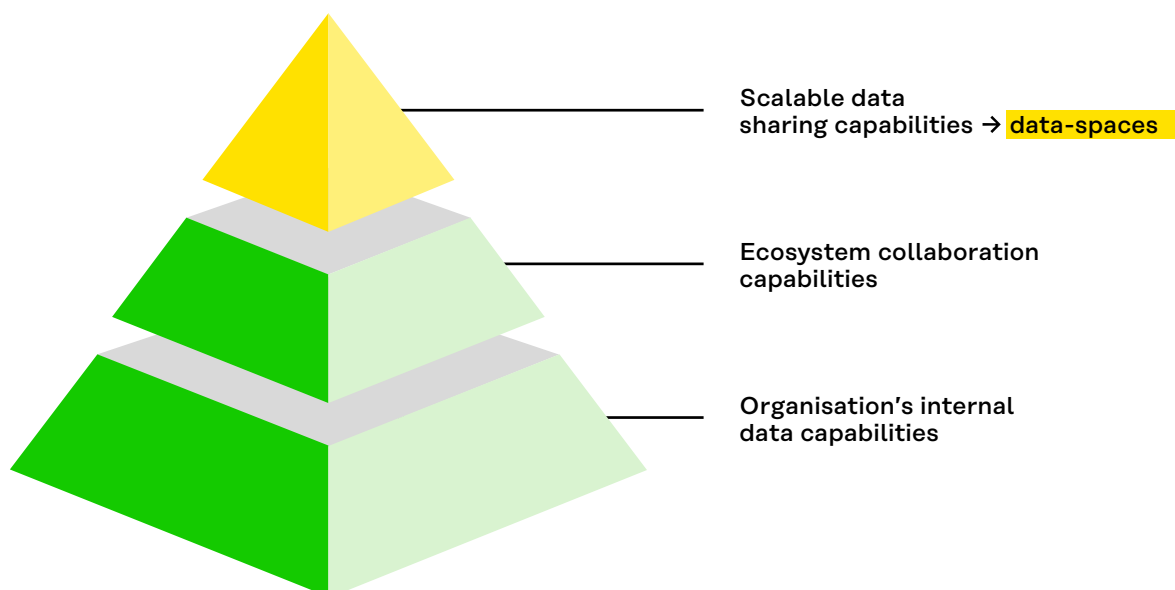 Scalable data
sharing capabilities → data-spaces
Ecosystem collaboration
capabilities
Organisation's internal
data capabilities